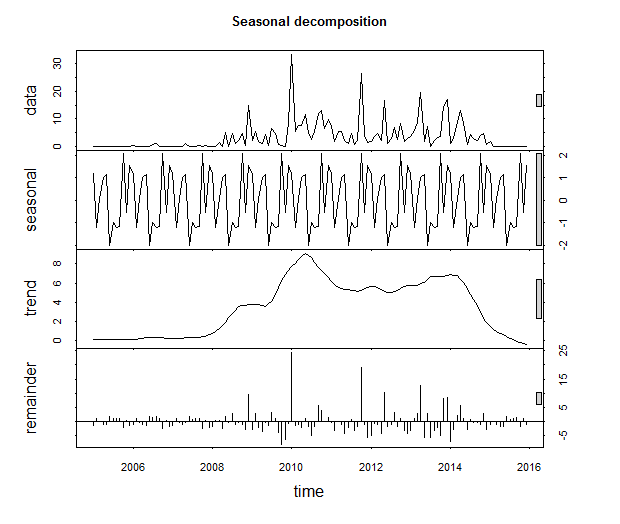 Seasonal decomposition
data
0 10 20 30
seasonal
-2 -1 0 1 2
trend
0 2 4 6 8
remainder
-5 5 15 25
2006 2008 2010 2012 2014 2016
time